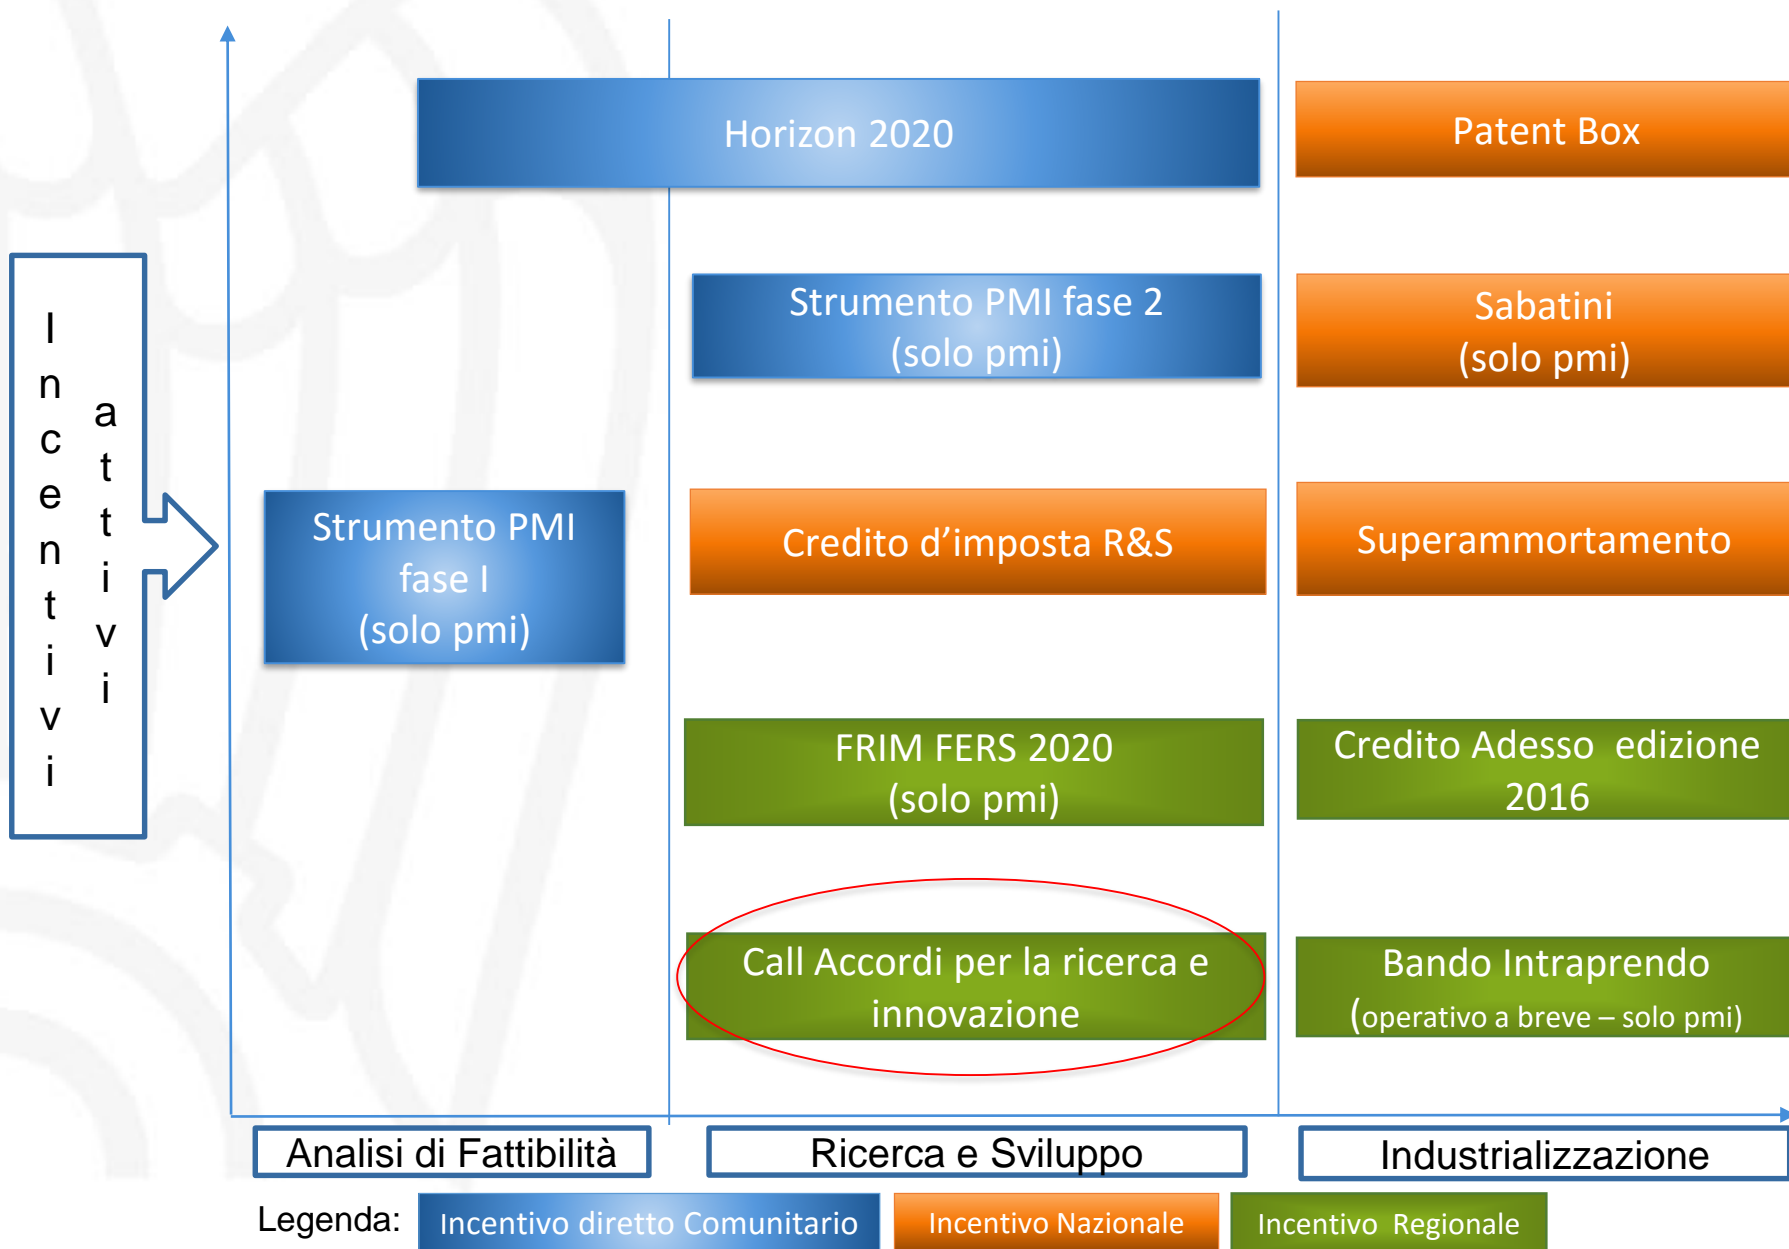 Incentivi
attivi
Horizon 2020
Patent Box
Strumento PMI fase 2
(solo pmi)
Sabatini
(solo pmi)
Strumento PMI
fase I
(solo pmi)
Credito d’imposta R&S
Superammortamento
FRIM FERS 2020
(solo pmi)
Credito Adesso  edizione
2016
Call Accordi per la ricerca e
innovazione
Bando Intraprendo
(operativo a breve – solo pmi)
Analisi di Fattibilità
Ricerca e Sviluppo
Industrializzazione
Legenda:
Incentivo diretto Comunitario
Incentivo Nazionale
Incentivo  Regionale